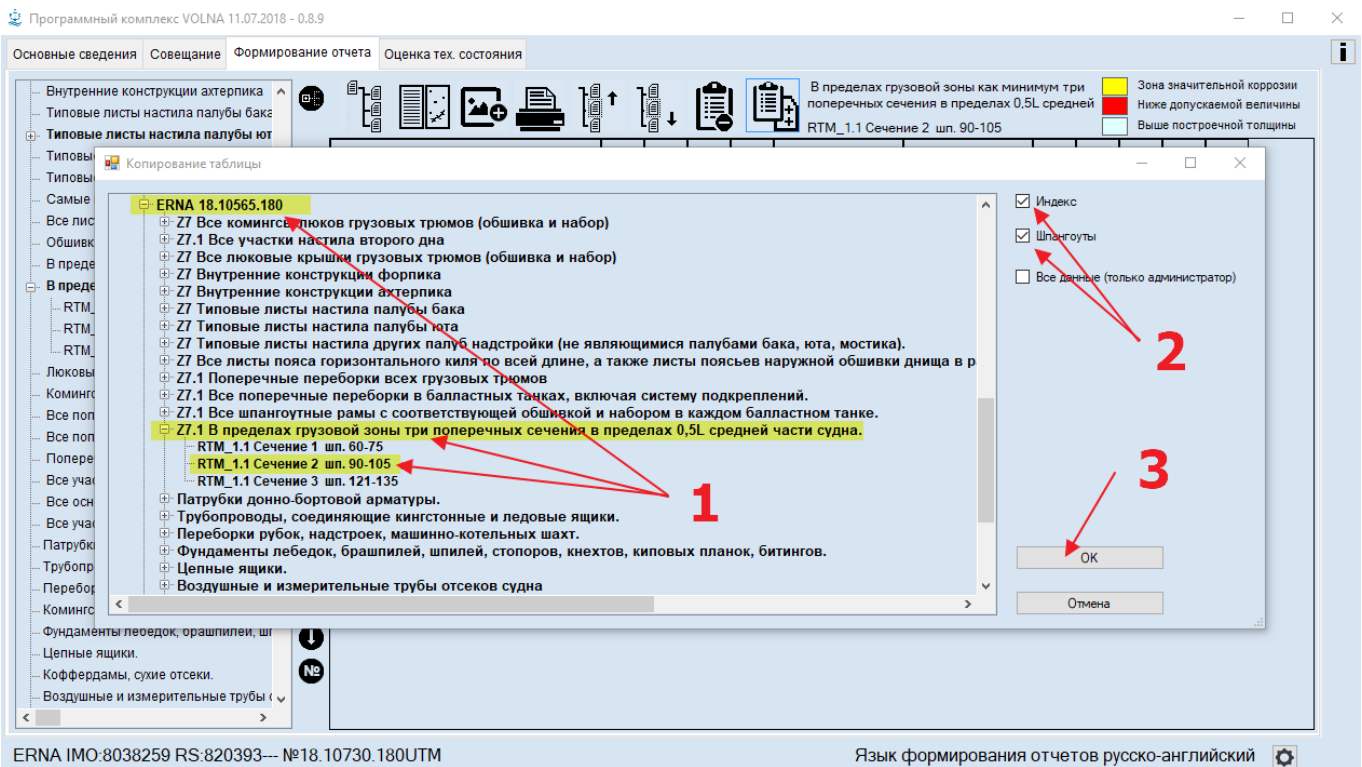 Программный комплекс VOLNA 11.07.2018 - 0.8.9
Основные сведения
Совещание
Формирование отчета
Оценка тех. состояния
i
Внутренние конструкции ахтерпика
Типовые листы настила палубы бака
Типовые листы настила палубы ют
Типовы
Типовы
Самые
Все лис
Обшивк
В преде
В преде
RTM_
RTM_
RTM_
Люковы
Коминго
Все поп
Все поп
Попере
Все учас
Все осн
Все учас
Патрубки
Трубопр
Перебор
Комингс
Фундаменты лебедок, брашпилей, шп
Цепные ящики.
Коффердамы, сухие отсеки.
Воздушные и измерительные трубы
№
В пределах грузовой зоны как минимум три
поперечных сечения в пределах 0,5L средней
RTM_1.1 Сечение 2 шп. 90-105
Зона значительной коррозии
Ниже допускаемой величины
Выше построечной толщины
Копирование таблицы
ERNA 18.10565.180
Z7 Все комингсы люков грузовых трюмов (обшивка и набор)
Z7.1 Все участки настила второго дна
Z7 Все люковые крышки грузовых трюмов (обшивка и набор)
Z7 Внутренние конструкции форпика
Z7 Внутренние конструкции ахтерпика
Z7 Типовые листы настила палубы бака
Z7 Типовые листы настила палубы юта
Z7 Типовые листы настила других палуб надстройки (не являющимися палубами бака, юта, мостика).
Z7 Все листы пояса горизонтального киля по всей длине, а также листы поясьев наружной обшивки днища в р
Z7.1 Поперечные переборки всех грузовых трюмов
Z7.1 Все поперечные переборки в балластных танках, включая систему подкреплений.
Z7.1 Все шпангоутные рамы с соответствующей обшивкой и набором в каждом балластном танке.
Z7.1 В пределах грузовой зоны три поперечных сечения в пределах 0,5L средней части судна.
RTM_1.1 Сечение 1 шп. 60-75
RTM_1.1 Сечение 2 шп. 90-105
RTM_1.1 Сечение 3 шп. 121-135
Патрубки донно-бортовой арматуры.
Трубопроводы, соединяющие кингстонные и ледовые ящики.
Переборки рубок, надстроек, машинно-котельных шахт.
Фундаменты лебедок, брашпилей, шпилей, стопоров, кнехтов, киповых планок, битингов.
Цепные ящики.
Воздушные и измерительные трубы отсеков судна
Индекс
Шпангоуты
Все данные (только администратор)
OK
Отмена
1
2
3
ERNA IMO:8038259 RS:820393--- №18.10730.180UTM
Язык формирования отчетов русско-английский